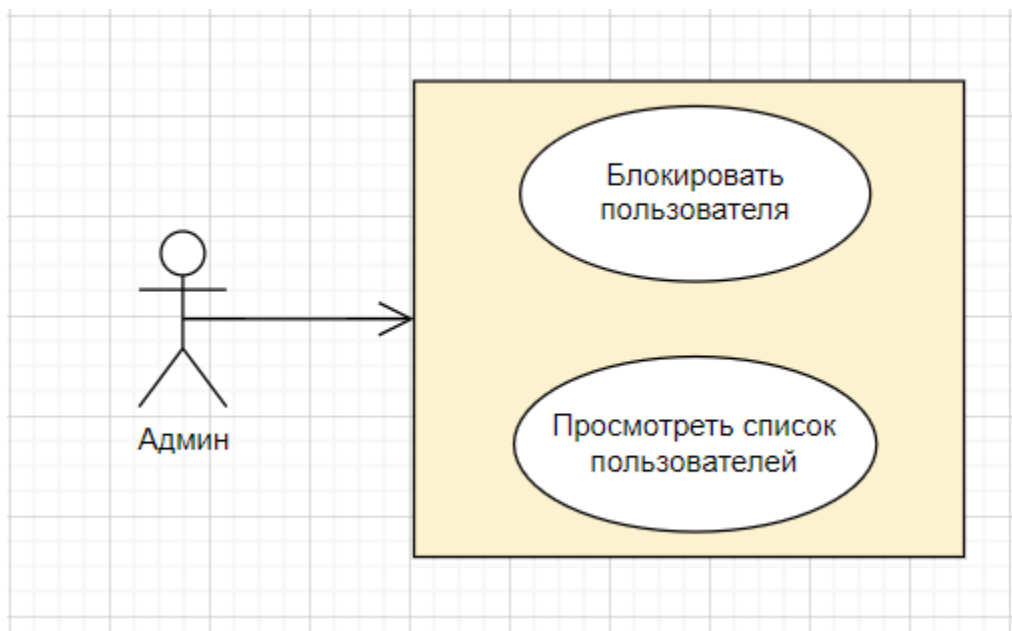 Блокировать
пользователя
Админ
Просмотреть список
пользователей